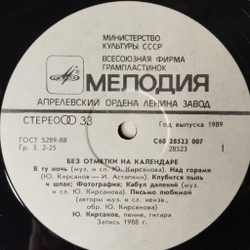 МИНИСТЕРСТВО
КУЛЬТУРЫ СССР
ВСЕСОЮЗНАЯ ФИРМА
ГРАМПЛАСТИНОК
МЕЛОДИЯ
АПРЕЛЕВСКИЙ ОРДЕНА ЛЕНИНА ЗАВОД
СТЕРЕО 33
Год выпуска 1989
ГОСТ 5289-88
Гр. 3. 2-25
С60 28523 007
28523
1
БЕЗ ОТМЕТКИ НА КАЛЕНДАРЕ
В ту ночь (муз. и сл. Ю. Кирсанова). Над горами
(Ю. Кирсанов — И. Астапкин). Клубится пыль
и шпак; Фотография; Кабул далекий (муз. и сл.
Ю. Кирсанова). Письмо любимой
(авторы муз. и сл. неизв.,
обр. Ю. Кирсанова)
Ю. Кирсанов, пение, гитара
Запись 1988 г.